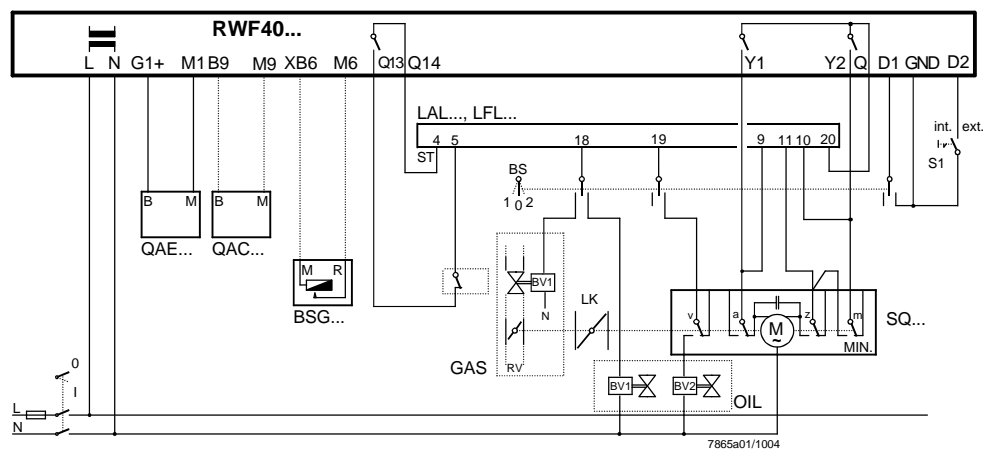 RWF40...
L N G1+ M1 B9 M9 XB6 M6 Q13 Q14 Y1 Y2 Q D1 GND D2
LAL..., LFL...
int. ext.
4 5 18 19 9 11 10 20
ST
S1
BS
1 0 2
B M B M
QAE... QAC...
M R
BSG...
BV1
N
LK
v a M ~ z m
SQ...
MIN.
GAS
RV
0
I
BV1 BV2
OIL
L
N
7865a01/1004